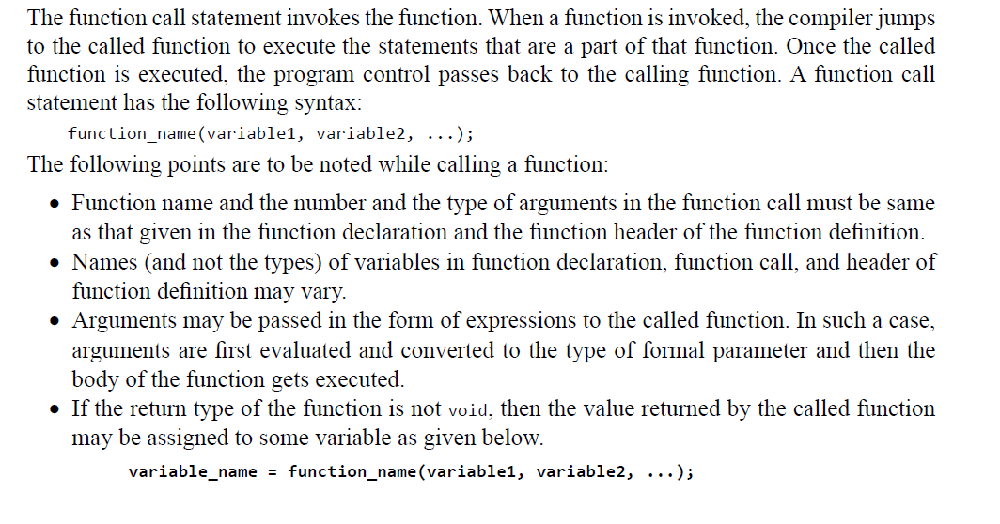 The function call statement invokes the function. When a function is invoked, the compiler jumps
to the called function to execute the statements that are a part of that function. Once the called
function is executed, the program control passes back to the calling function. A function call
statement has the following syntax:
function_name(variable1, variable2, ...);
The following points are to be noted while calling a function:
• Function name and the number and the type of arguments in the function call must be same
as that given in the function declaration and the function header of the function definition.
• Names (and not the types) of variables in function declaration, function call, and header of
function definition may vary.
• Arguments may be passed in the form of expressions to the called function. In such a case,
arguments are first evaluated and converted to the type of formal parameter and then the
body of the function gets executed.
• If the return type of the function is not void, then the value returned by the called function
may be assigned to some variable as given below.
variable_name = function_name(variable1, variable2, ...);